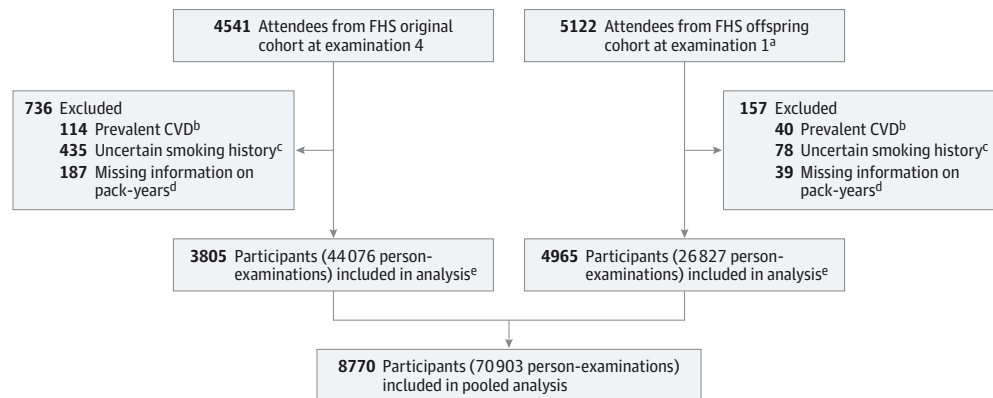 4541 Attendees from FHS original
cohort at examination 4
5122 Attendees from FHS offspring
cohort at examination 1a
736 Excluded
114 Prevalent CVDb
435 Uncertain smoking historyc
187 Missing information on
pack-yearsd
157 Excluded
40 Prevalent CVDb
78 Uncertain smoking historyc
39 Missing information on
pack-yearsd
3805 Participants (44 076 person-
examinations) included in analysise
4965 Participants (26 827 person-
examinations) included in analysise
8770 Participants (70 903 person-examinations)
included in pooled analysis